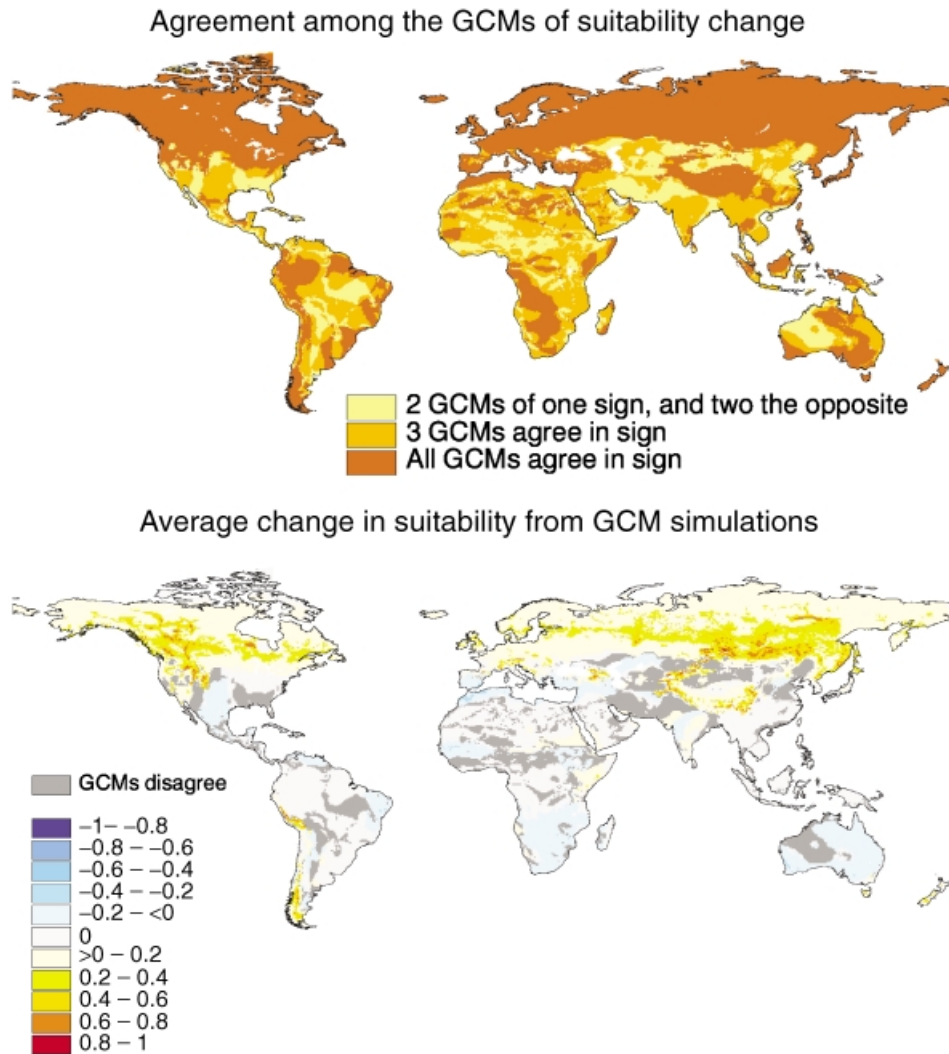 Agreement among the GCMs of suitability change
2 GCMs of one sign, and two the opposite
3 GCMs agree in sign
All GCMs agree in sign
Average change in suitability from GCM simulations
GCMs disagree
−1− −0.8
−0.8 − −0.6
−0.6 − −0.4
−0.4 − −0.2
−0.2 − <0
0
>0 − 0.2
0.2 − 0.4
0.4 − 0.6
0.6 − 0.8
0.8 − 1